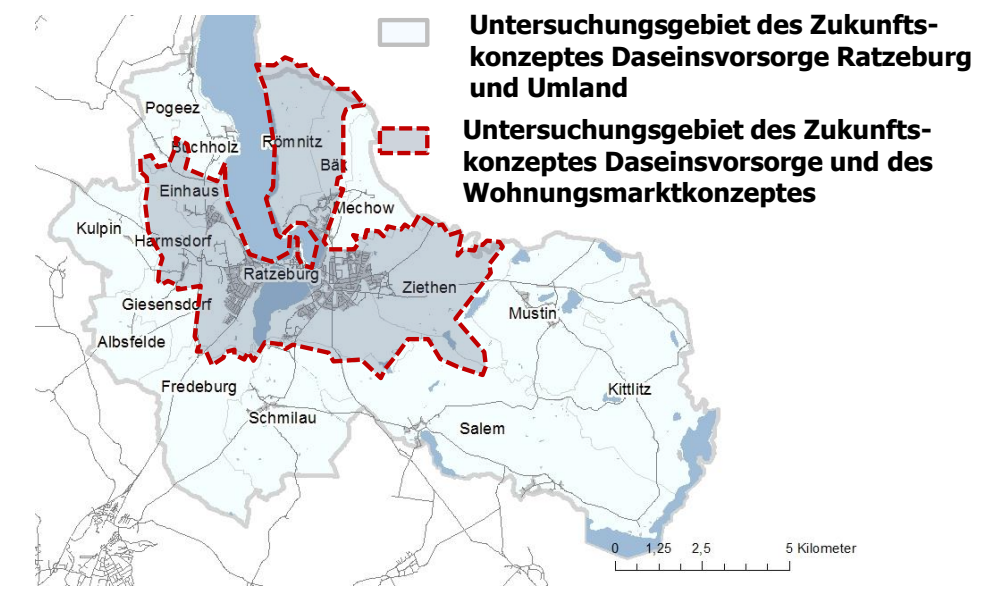 Untersuchungsgebiet des Zukunfts-
konzeptes Daseinsvorsorge Ratzeburg
und Umland
Untersuchungsgebiet des Zukunfts-
konzeptes Daseinsvorsorge und des
Wohnungsmarktkonzeptes
Pogeez
Buchholz
Römnitz
Bäk
Einhaus
Mechow
Kulpin
Harmsdorf
Ratzeburg
Ziethen
Giesensdorf
Mustin
Albsfelde
Fredeburg
Kittlitz
Schmilau
Salem
0 1,25 2,5 5 Kilometer